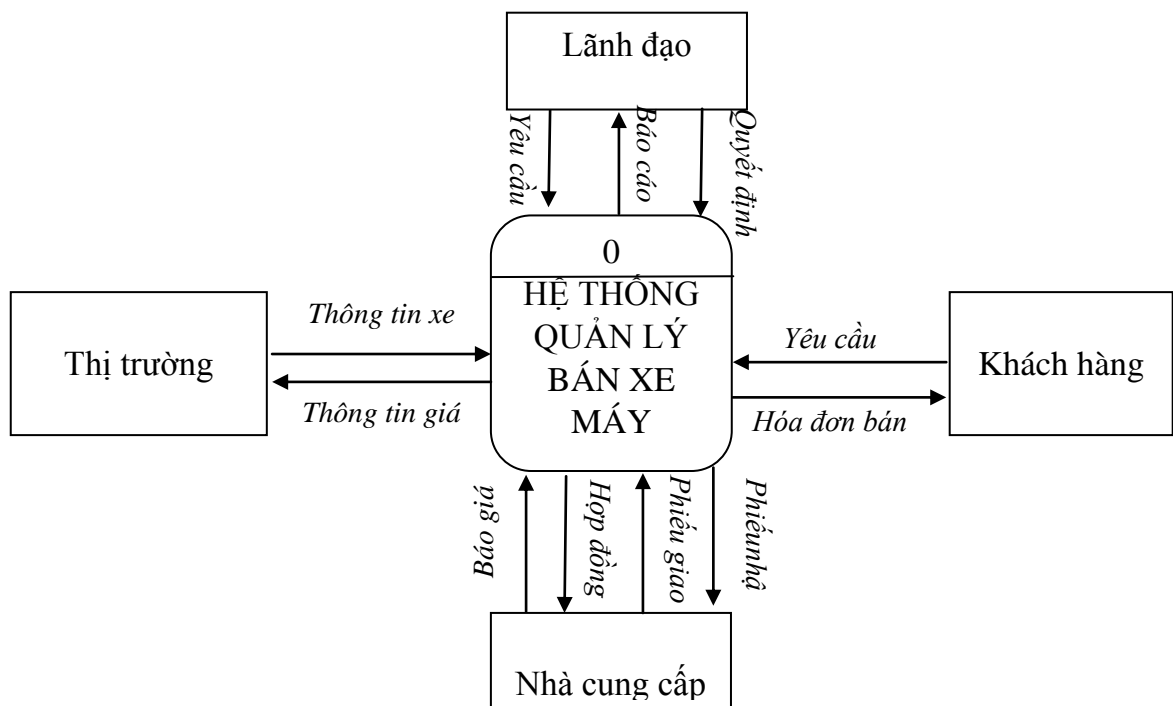 Lãnh đạo
Yêu cầu
Báo cáo
Quyết định
0
HỆ THỐNG
QUẢN LÝ
BÁN XE
MÁY
Thị trường
Thông tin xe
Thông tin giá
Yêu cầu
Hóa đơn bán
Khách hàng
Báo giá
Hợp đồng
Phiếu giao
Phiếunhậ
Nhà cung cấp